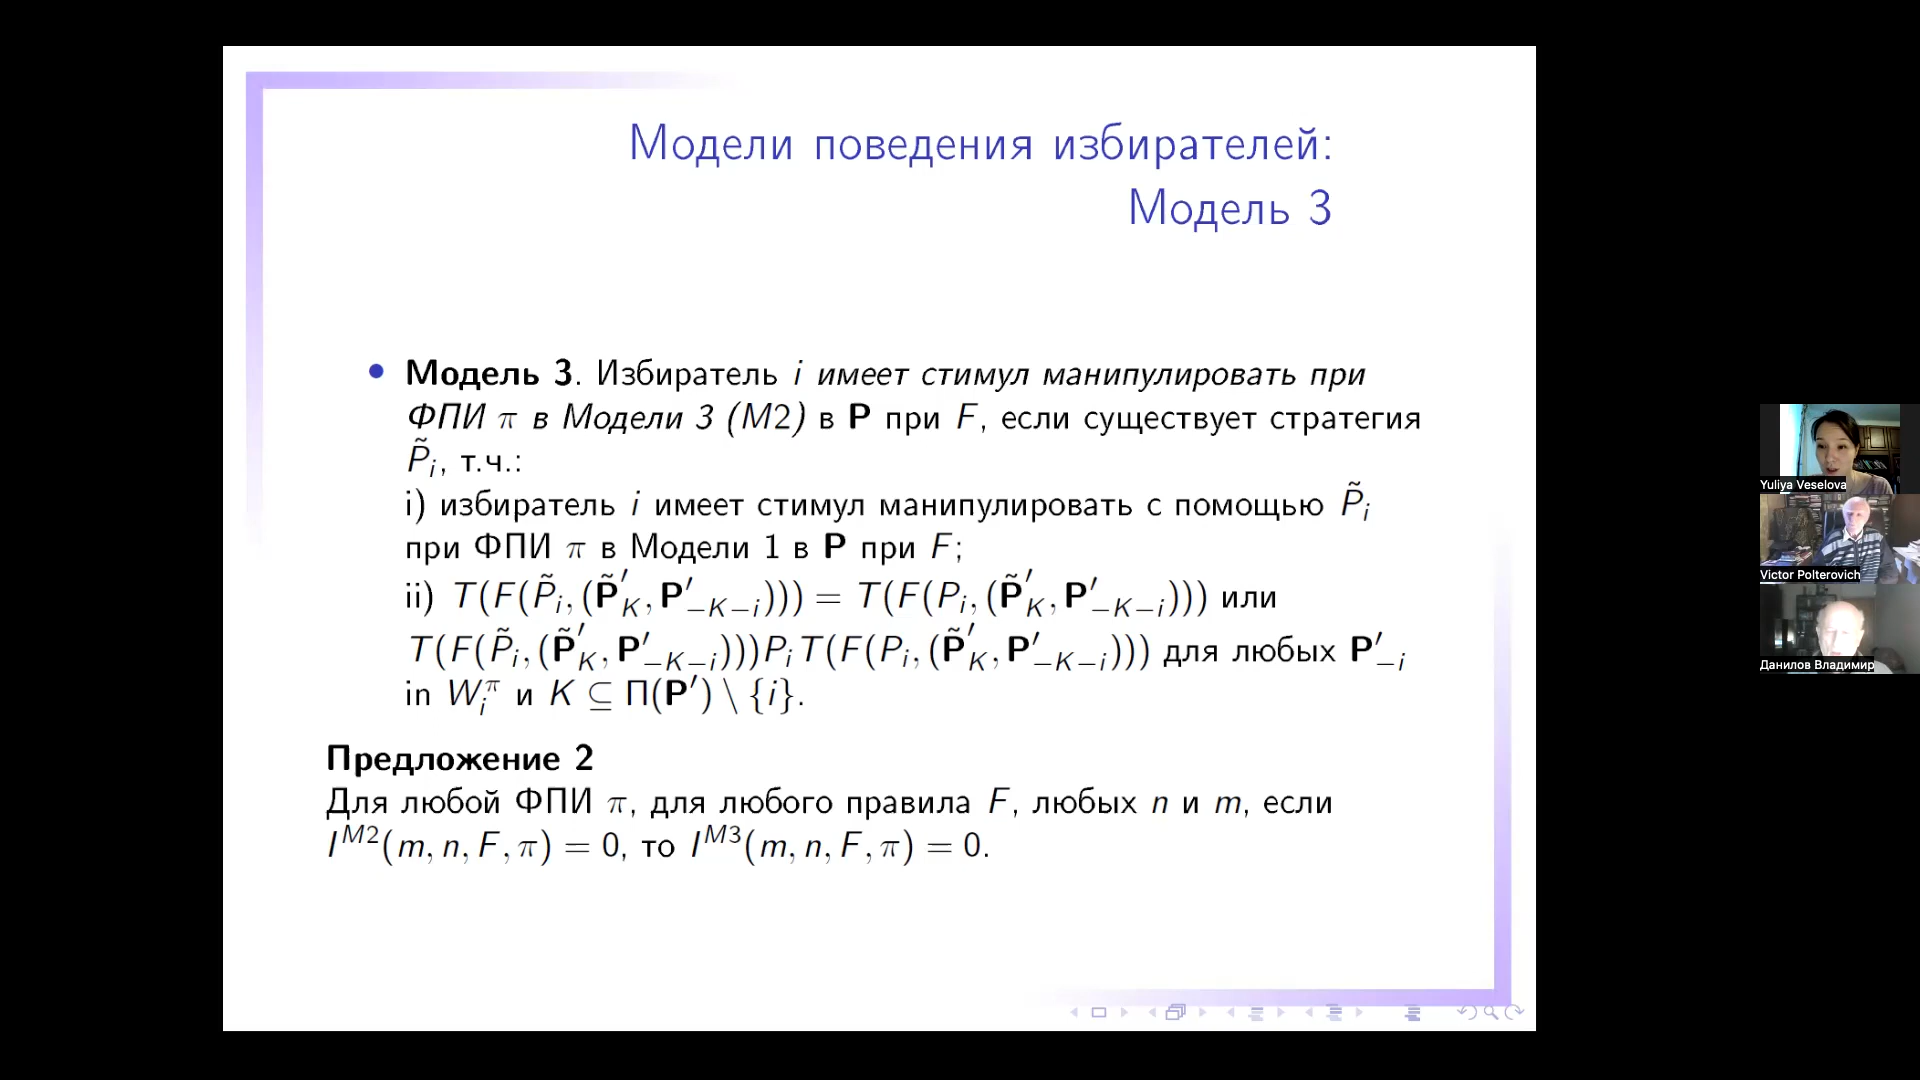 Модели поведения избирателей:
Модель 3
• Модель 3. Избиратель i имеет стимул манипулировать при
ФПИ π в Модели 3 (M2) в P при F, если существует стратегия
P̃ᵢ, т.ч.:
i) избиратель i имеет стимул манипулировать с помощью P̃ᵢ
при ФПИ π в Модели 1 в P при F;
ii) T(F(P̃ᵢ, (P̃′_K, P′_{−K−i}))) = T(F(Pᵢ, (P̃′_K, P′_{−K−i}))) или
T(F(P̃ᵢ, (P̃′_K, P′_{−K−i})))PᵢT(F(Pᵢ, (P̃′_K, P′_{−K−i}))) для любых P′_{−i}
in W_i^π и K ⊆ Π(P′) \ {i}.
Предложение 2
Для любой ФПИ π, для любого правила F, любых n и m, если
I^{M2}(m, n, F, π) = 0, то I^{M3}(m, n, F, π) = 0.
Yuliya Veselova
Victor Polterovich
Данилов Владимир